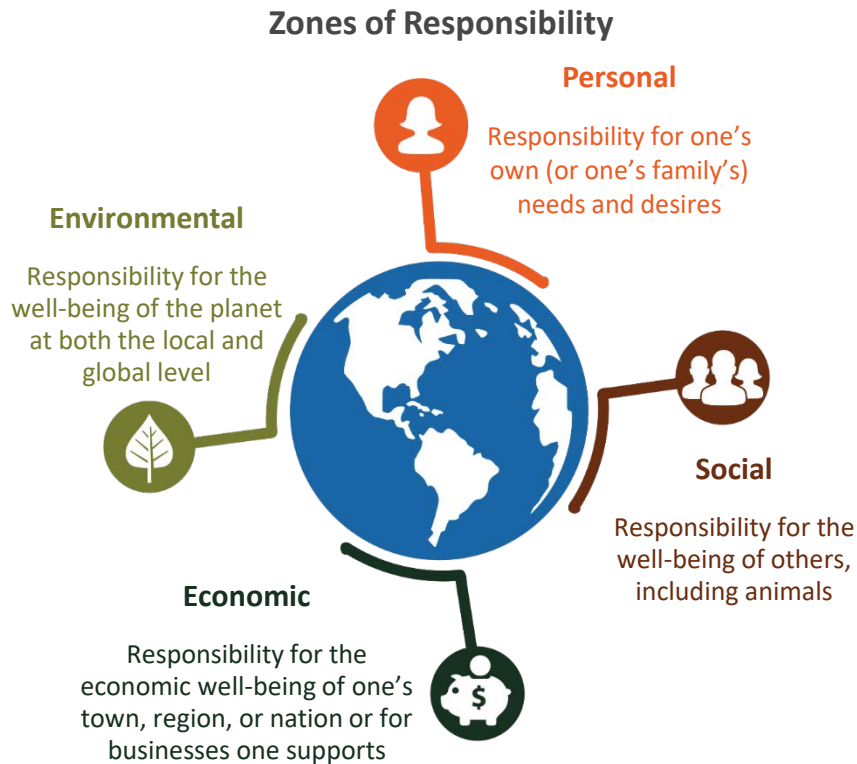 Zones of Responsibility
Personal
Responsibility for one's
own (or one's family's)
needs and desires
Environmental
Responsibility for the
well-being of the planet
at both the local and
global level
Social
Responsibility for the
well-being of others,
including animals
Economic
Responsibility for the
economic well-being of one's
town, region, or nation or for
businesses one supports
$